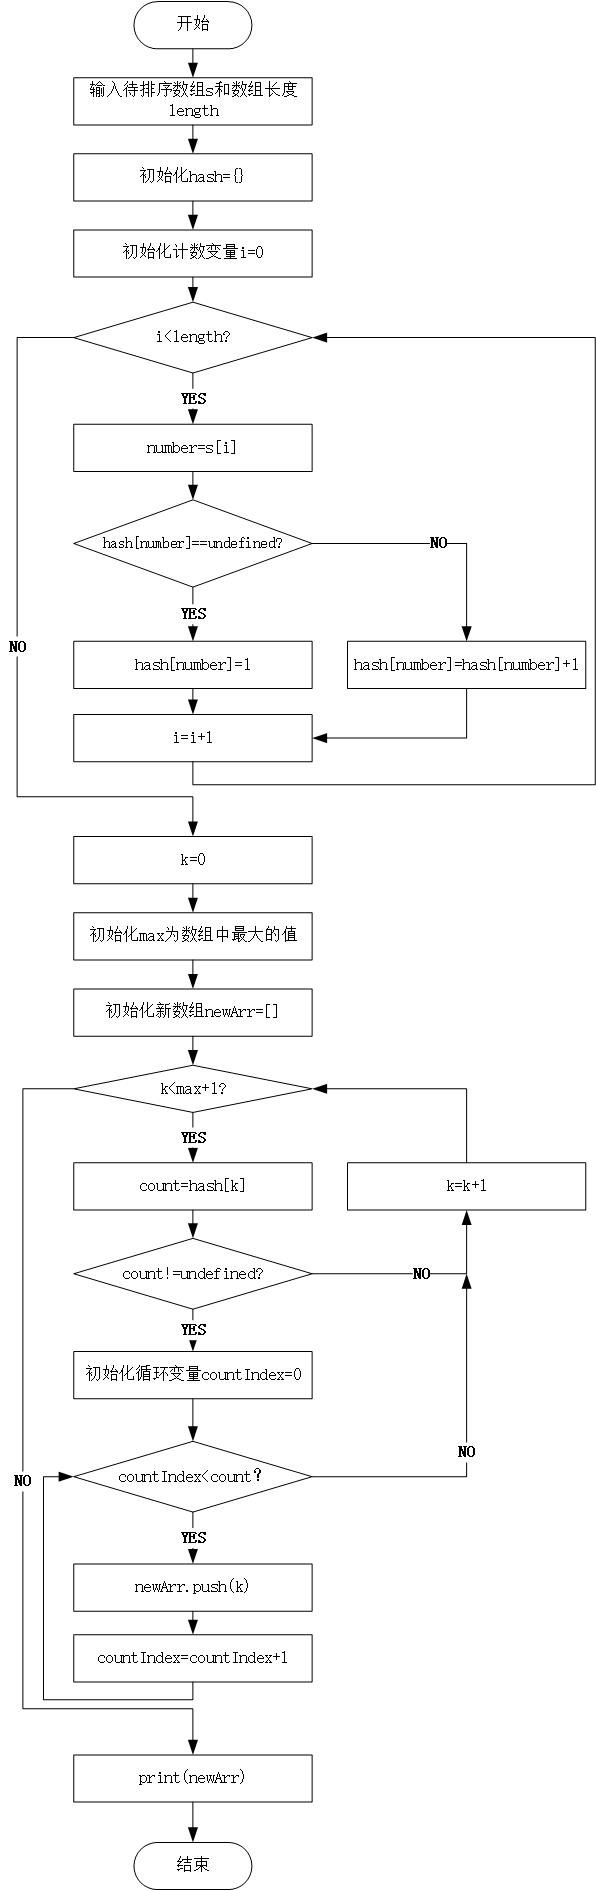 开始
输入待排序数组s和数组长度
length
初始化hash={}
初始化计数变量i=0
i<length?
YES
number=s[i]
hash[number]==undefined?
NO
YES
NO
hash[number]=1
hash[number]=hash[number]+1
i=i+1
k=0
初始化max为数组中最大的值
初始化新数组newArr=[]
k<max+1?
YES
count=hash[k]
k=k+1
count!=undefined?
NO
YES
初始化循环变量countIndex=0
NO
countIndex<count？
NO
YES
newArr.push(k)
countIndex=countIndex+1
print(newArr)
结束